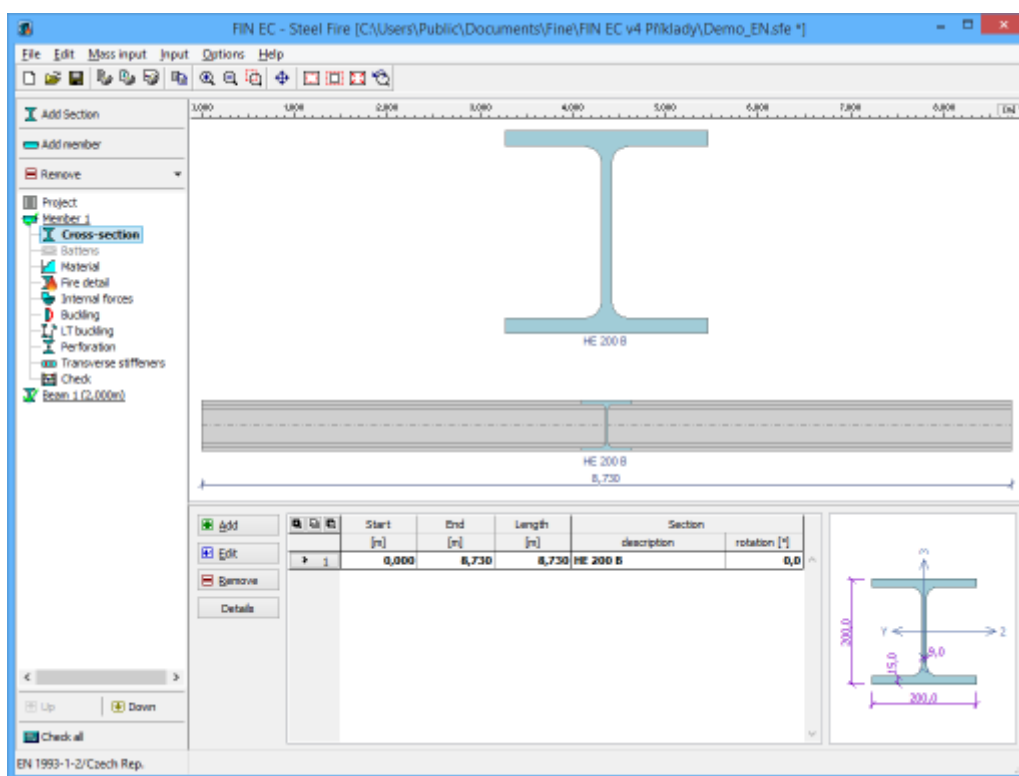 FIN EC - Steel Fire [C:\Users\Public\Documents\Fine\FIN EC v4 Příklady\Demo_EN.sfe *]
File Edit Mass input Input Options Help
Add Section
Add member
Remove
Project
Member 1
Cross-section
Battens
Material
Fire detail
Internal forces
Buckling
LT buckling
Perforation
Transverse stiffeners
Check
Beam 1 (2,000m)
Up Down
Check all
1,000 2,000 3,000 4,000 5,000 6,000 7,000 8,000 [m]
HE 200 B
HE 200 B
8,730
Add
Edit
Remove
Details
Start End Length Section
[m] [m] [m] description rotation [°]
1 0,000 8,730 8,730 HE 200 B 0,0
3
Y 2
200,0
15,0
9,0
200,0
EN 1993-1-2/Czech Rep.